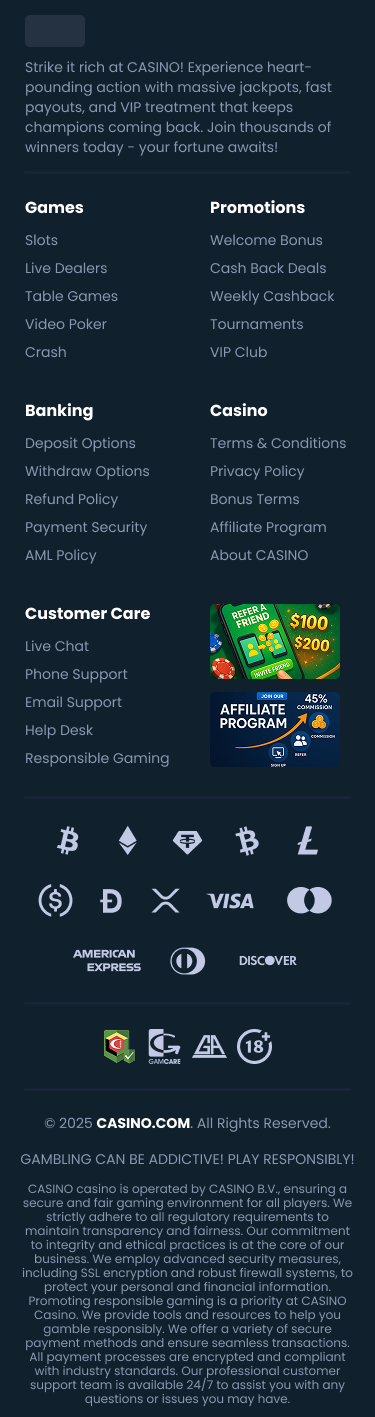 Strike it rich at CASINO! Experience heart-
pounding action with massive jackpots, fast
payouts, and VIP treatment that keeps
champions coming back. Join thousands of
winners today - your fortune awaits!
Games
Slots
Live Dealers
Table Games
Video Poker
Crash
Promotions
Welcome Bonus
Cash Back Deals
Weekly Cashback
Tournaments
VIP Club
Banking
Deposit Options
Withdraw Options
Refund Policy
Payment Security
AML Policy
Casino
Terms & Conditions
Privacy Policy
Bonus Terms
Affiliate Program
About CASINO
Customer Care
Live Chat
Phone Support
Email Support
Help Desk
Responsible Gaming
REFER A
FRIEND
$100
$200
INVITE FRIEND
JOIN OUR
AFFILIATE
PROGRAM
45%
COMMISSION
COMMISSION
REFER
SIGN UP
VISA
AMERICAN
EXPRESS
DISCOVER
GAMCARE
GA
18+
© 2025 CASINO.COM. All Rights Reserved.
GAMBLING CAN BE ADDICTIVE! PLAY RESPONSIBLY!
CASINO casino is operated by CASINO B.V., ensuring a
secure and fair gaming environment for all players. We
strictly adhere to all regulatory requirements to
maintain transparency and fairness. Our commitment
to integrity and ethical practices is at the core of our
business. We employ advanced security measures,
including SSL encryption and robust firewall systems, to
protect your personal and financial information.
Promoting responsible gaming is a priority at CASINO
Casino. We provide tools and resources to help you
gamble responsibly. We offer a variety of secure
payment methods and ensure seamless transactions.
All payment processes are encrypted and compliant
with industry standards. Our professional customer
support team is available 24/7 to assist you with any
questions or issues you may have.